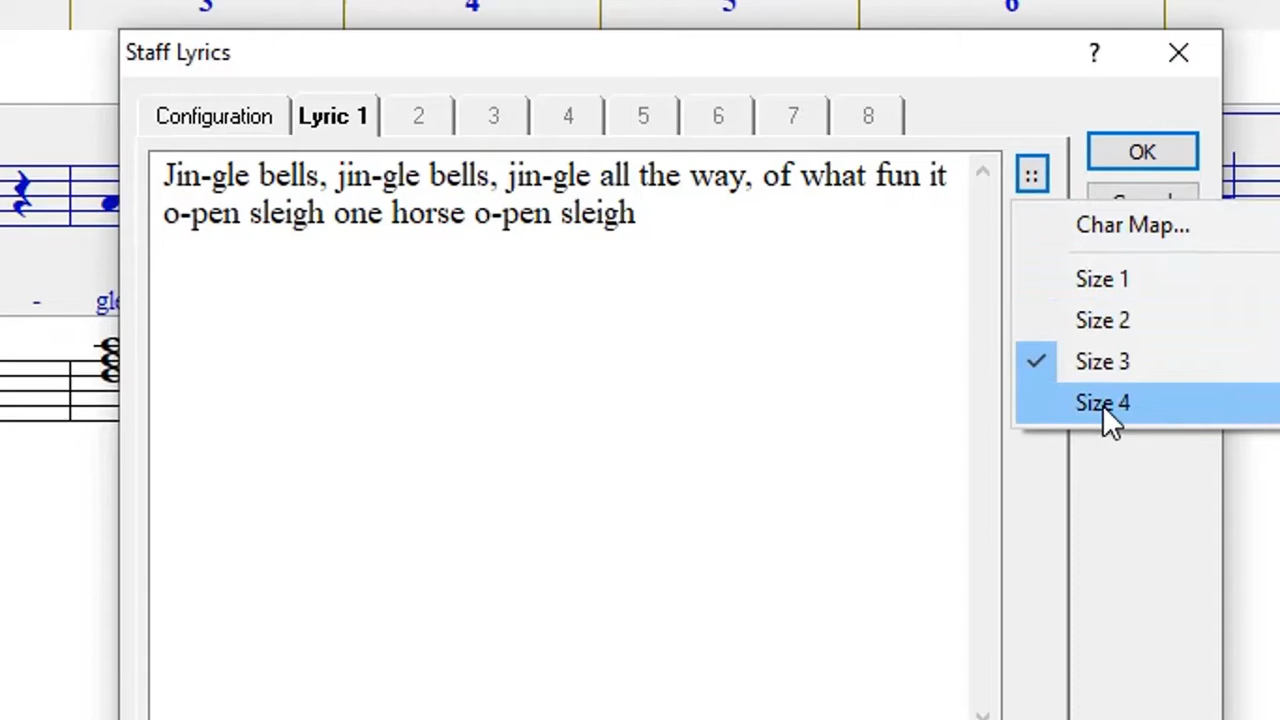 3 4 5 6
Staff Lyrics ?
Configuration Lyric 1 2 3 4 5 6 7 8
Jin-gle bells, jin-gle bells, jin-gle all the way, of what fun it
o-pen sleigh one horse o-pen sleigh
::
OK
Char Map...
Size 1
Size 2
Size 3
Size 4
-